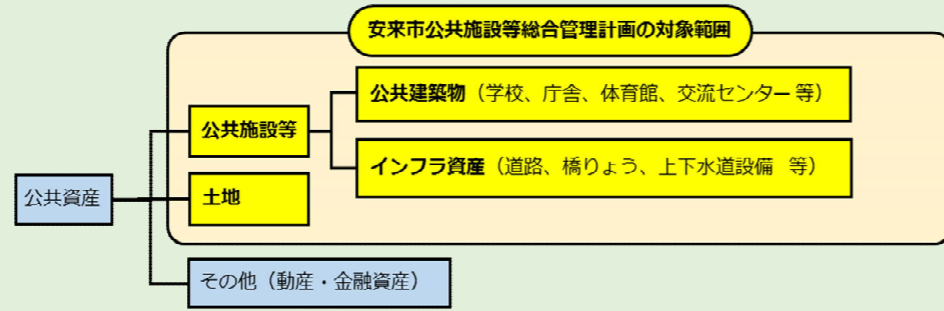 安来市公共施設等総合管理計画の対象範囲
公共建築物（学校、庁舎、体育館、交流センター 等）
公共施設等
インフラ資産（道路、橋りょう、上下水道設備　等）
公共資産
土地
その他（動産・金融資産）